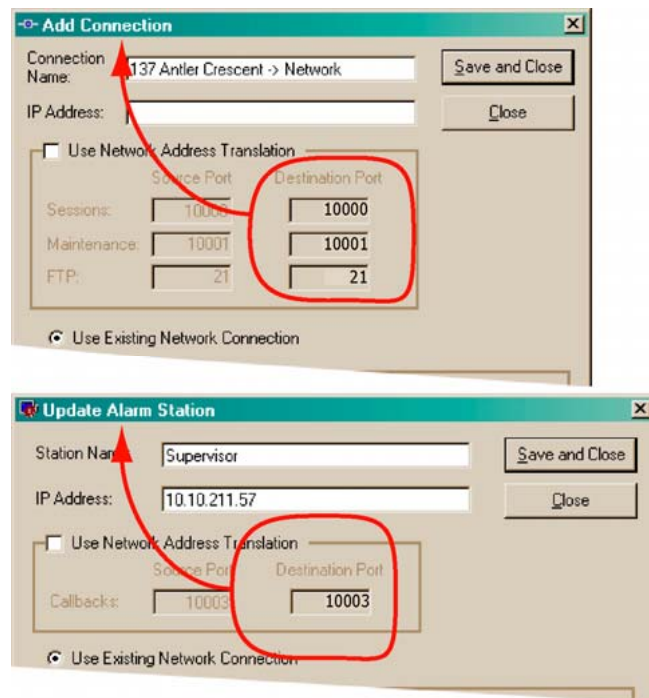 Add Connection
Connection Name: 137 Antler Crescent -> Network
Save and Close
IP Address:
Close
Use Network Address Translation
Source Port Destination Port
Sessions: 10000 10000
Maintenance: 10001 10001
FTP: 21 21
Use Existing Network Connection
Update Alarm Station
Station Name: Supervisor
Save and Close
IP Address: 10.10.211.57
Close
Use Network Address Translation
Source Port Destination Port
Callbacks: 10003 10003
Use Existing Network Connection